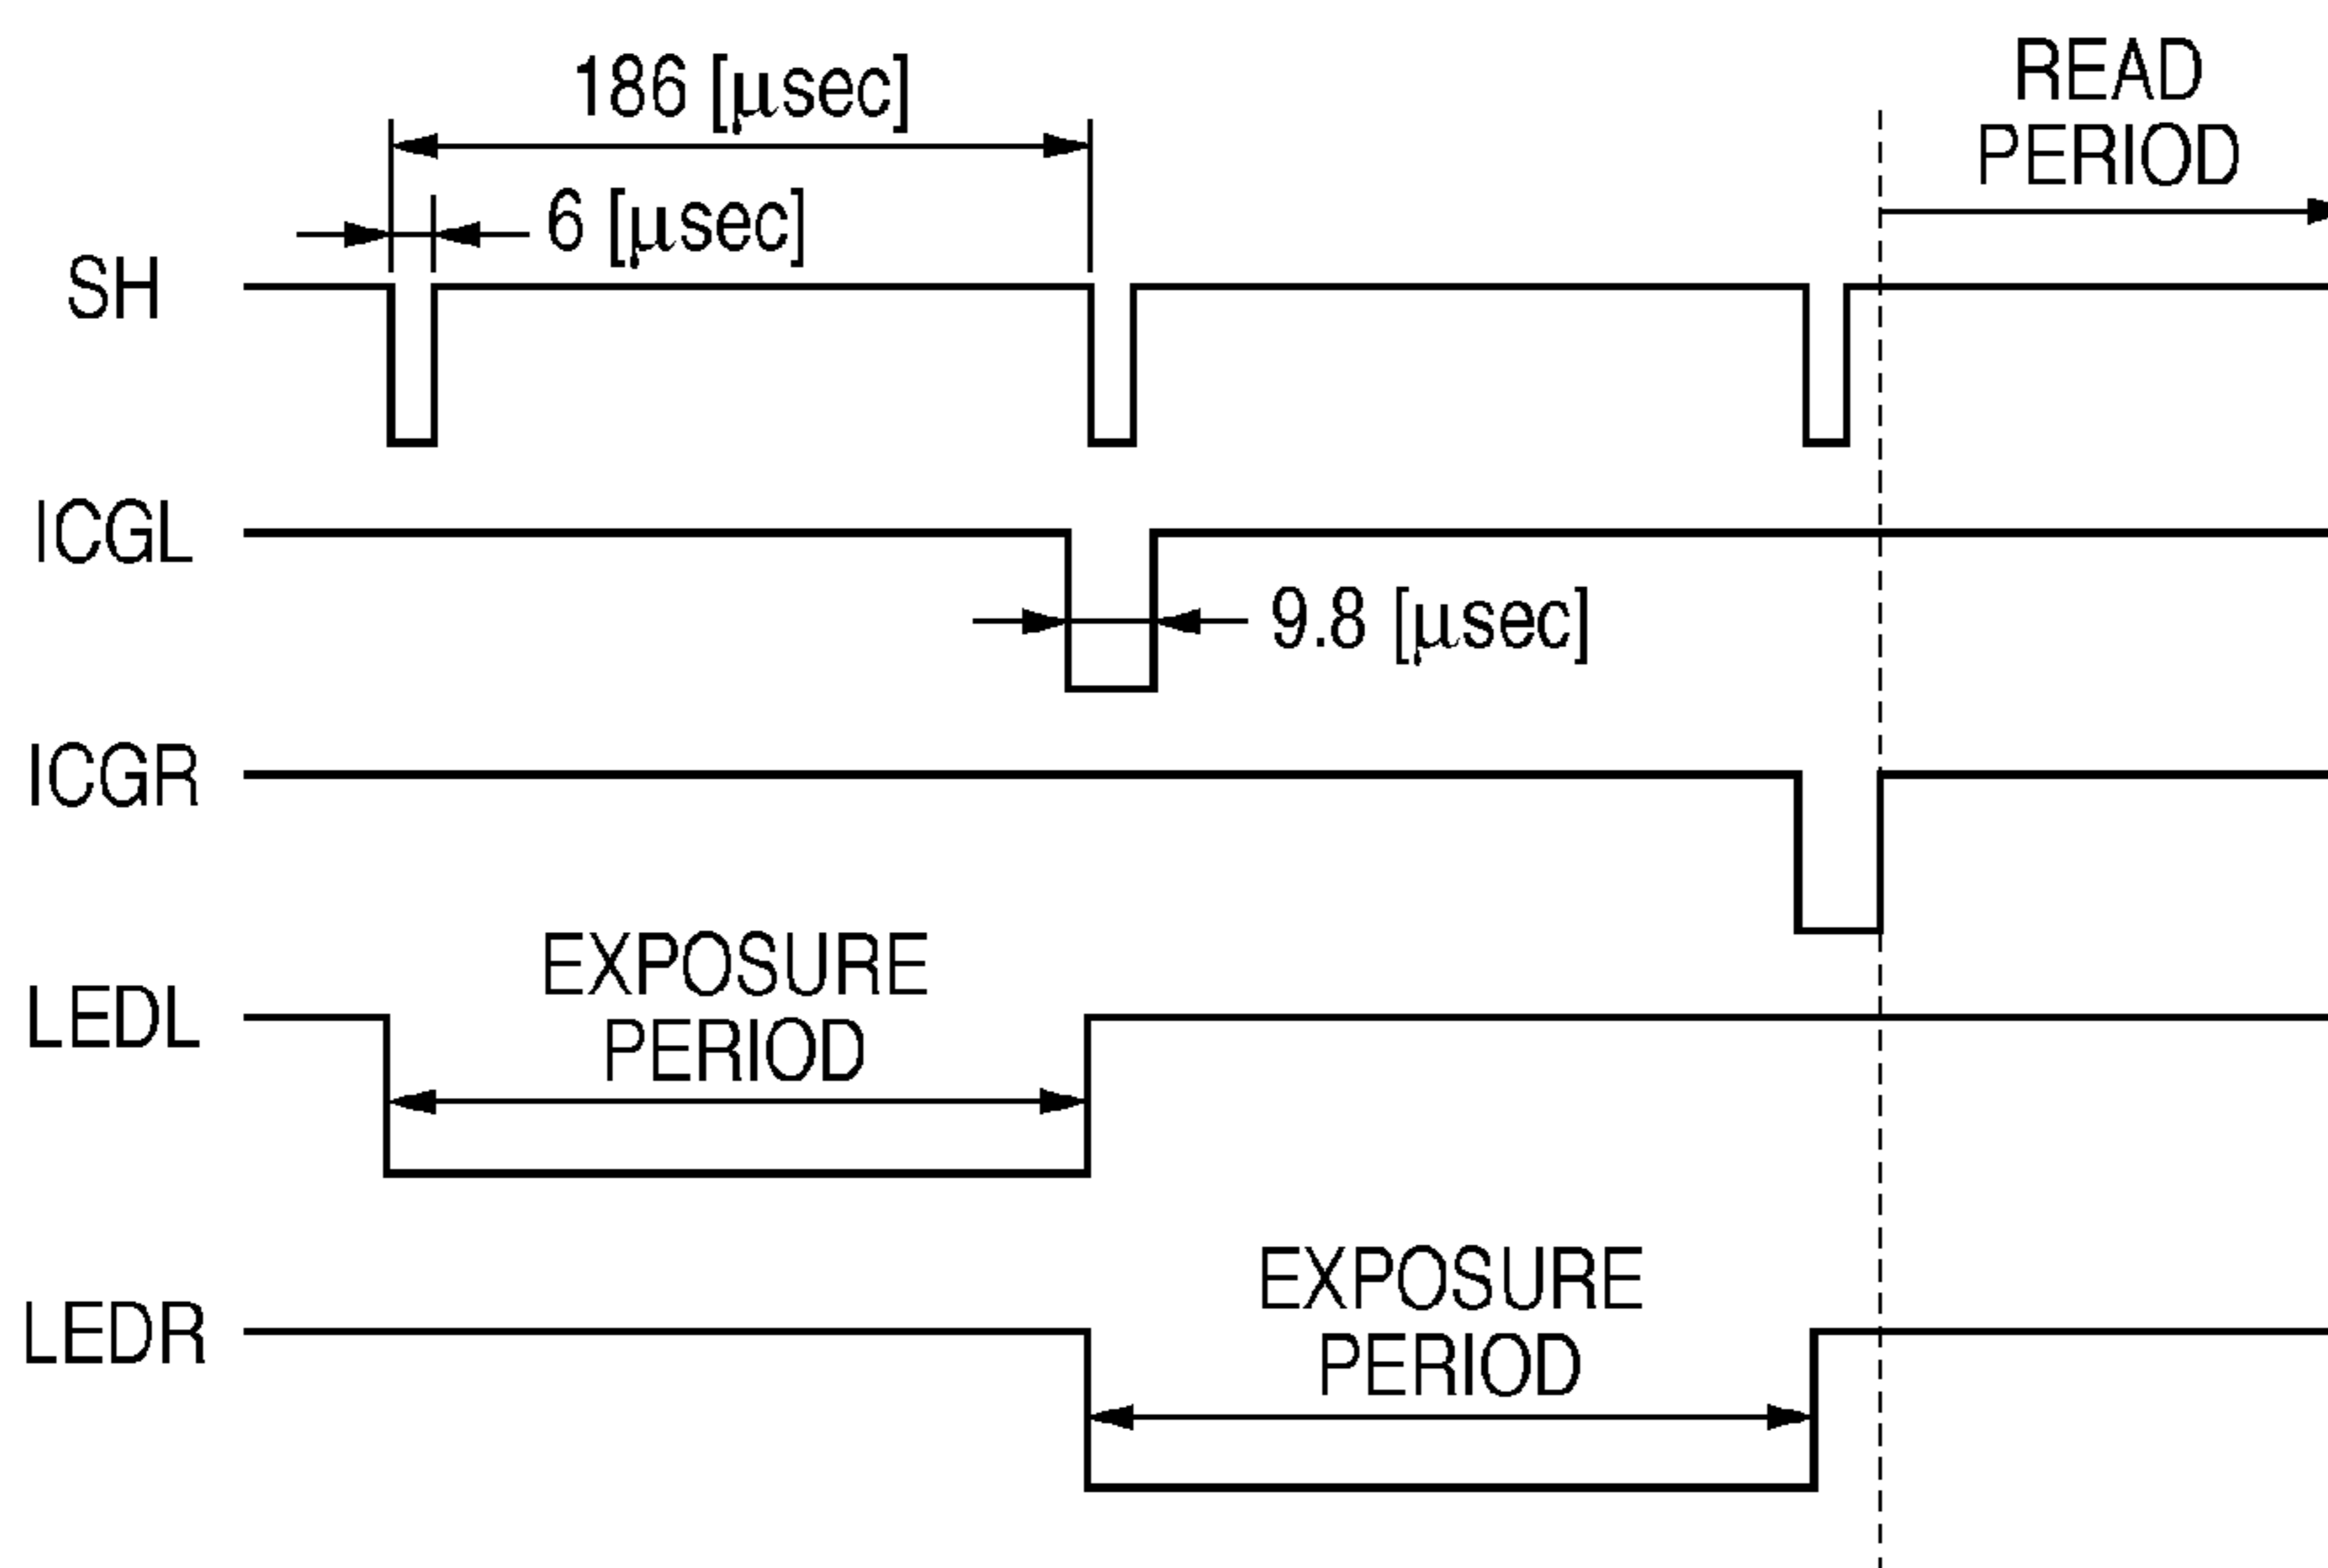 186 [μsec]
READ
PERIOD
6 [μsec]
SH
ICGL
9.8 [μsec]
ICGR
EXPOSURE
PERIOD
LEDL
EXPOSURE
PERIOD
LEDR